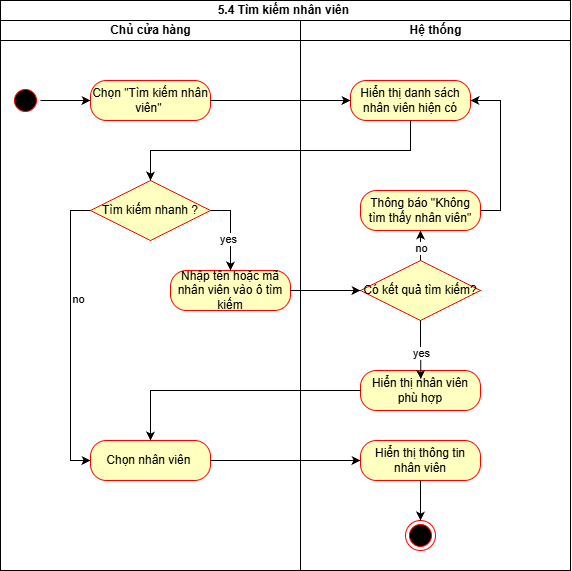 5.4 Tìm kiếm nhân viên
Chủ cửa hàng
Hệ thống
Chọn "Tìm kiếm nhân
viên"
Hiển thị danh sách
nhân viên hiện có
Tìm kiếm nhanh ?
Thông báo "Không
tìm thấy nhân viên"
yes
no
Nhập tên hoặc mã
nhân viên vào ô tìm
kiếm
Có kết quả tìm kiếm?
no
yes
Hiển thị nhân viên
phù hợp
Chọn nhân viên
Hiển thị thông tin
nhân viên